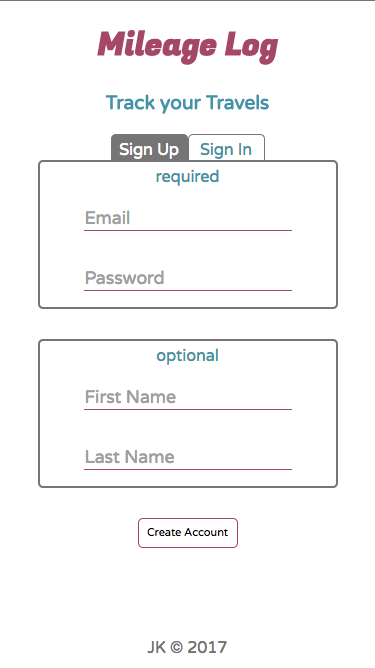 Mileage Log
Track your Travels
Sign Up Sign In
required
Email
Password
optional
First Name
Last Name
Create Account
JK © 2017